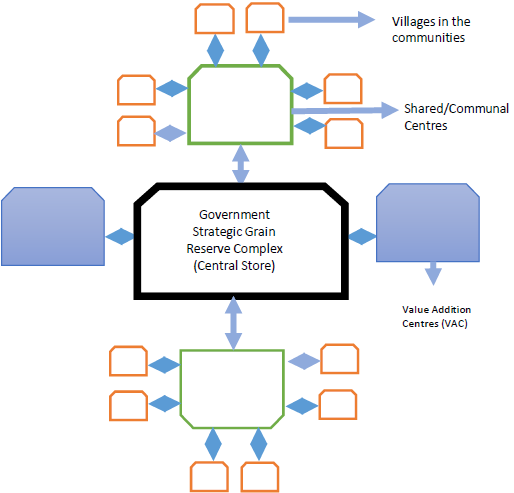 Villages in the
communities
Shared/Communal
Centres
Government
Strategic Grain
Reserve Complex
(Central Store)
Value Addition
Centres (VAC)